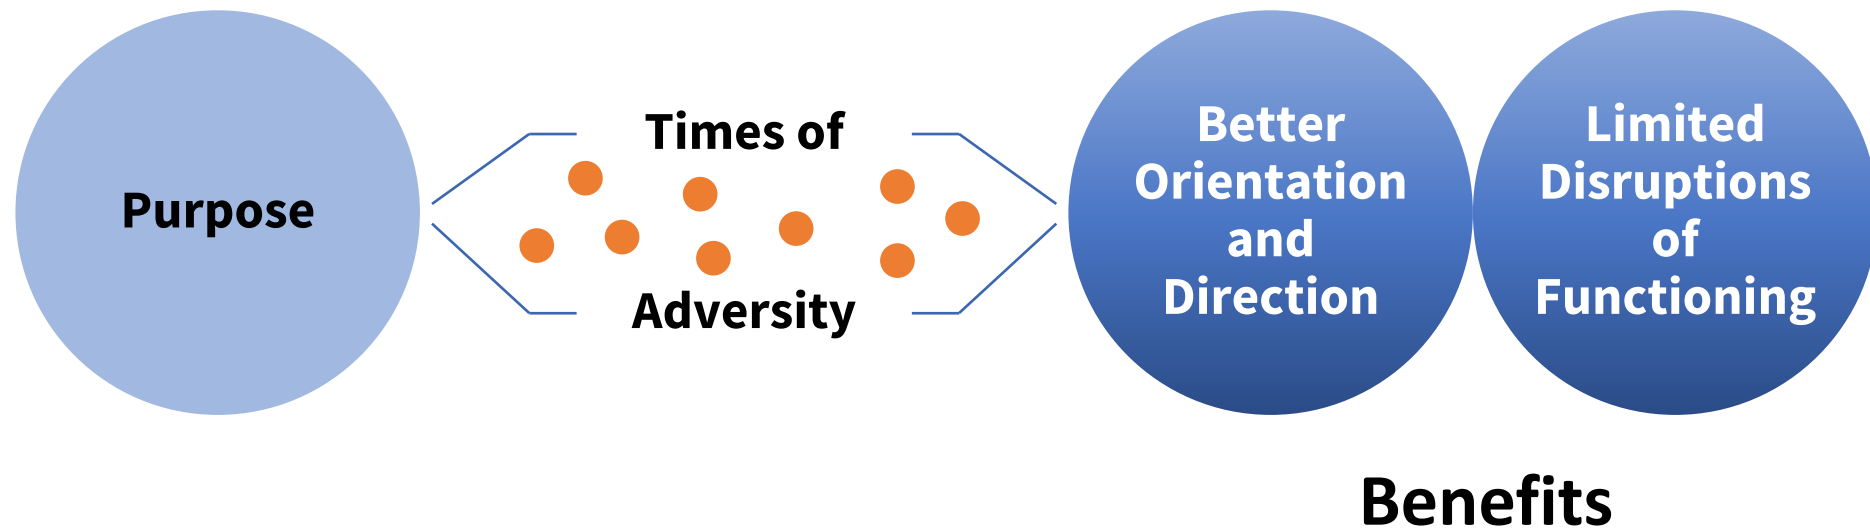 Purpose
Times of
Adversity
Better
Orientation
and
Direction
Limited
Disruptions
of
Functioning
Benefits